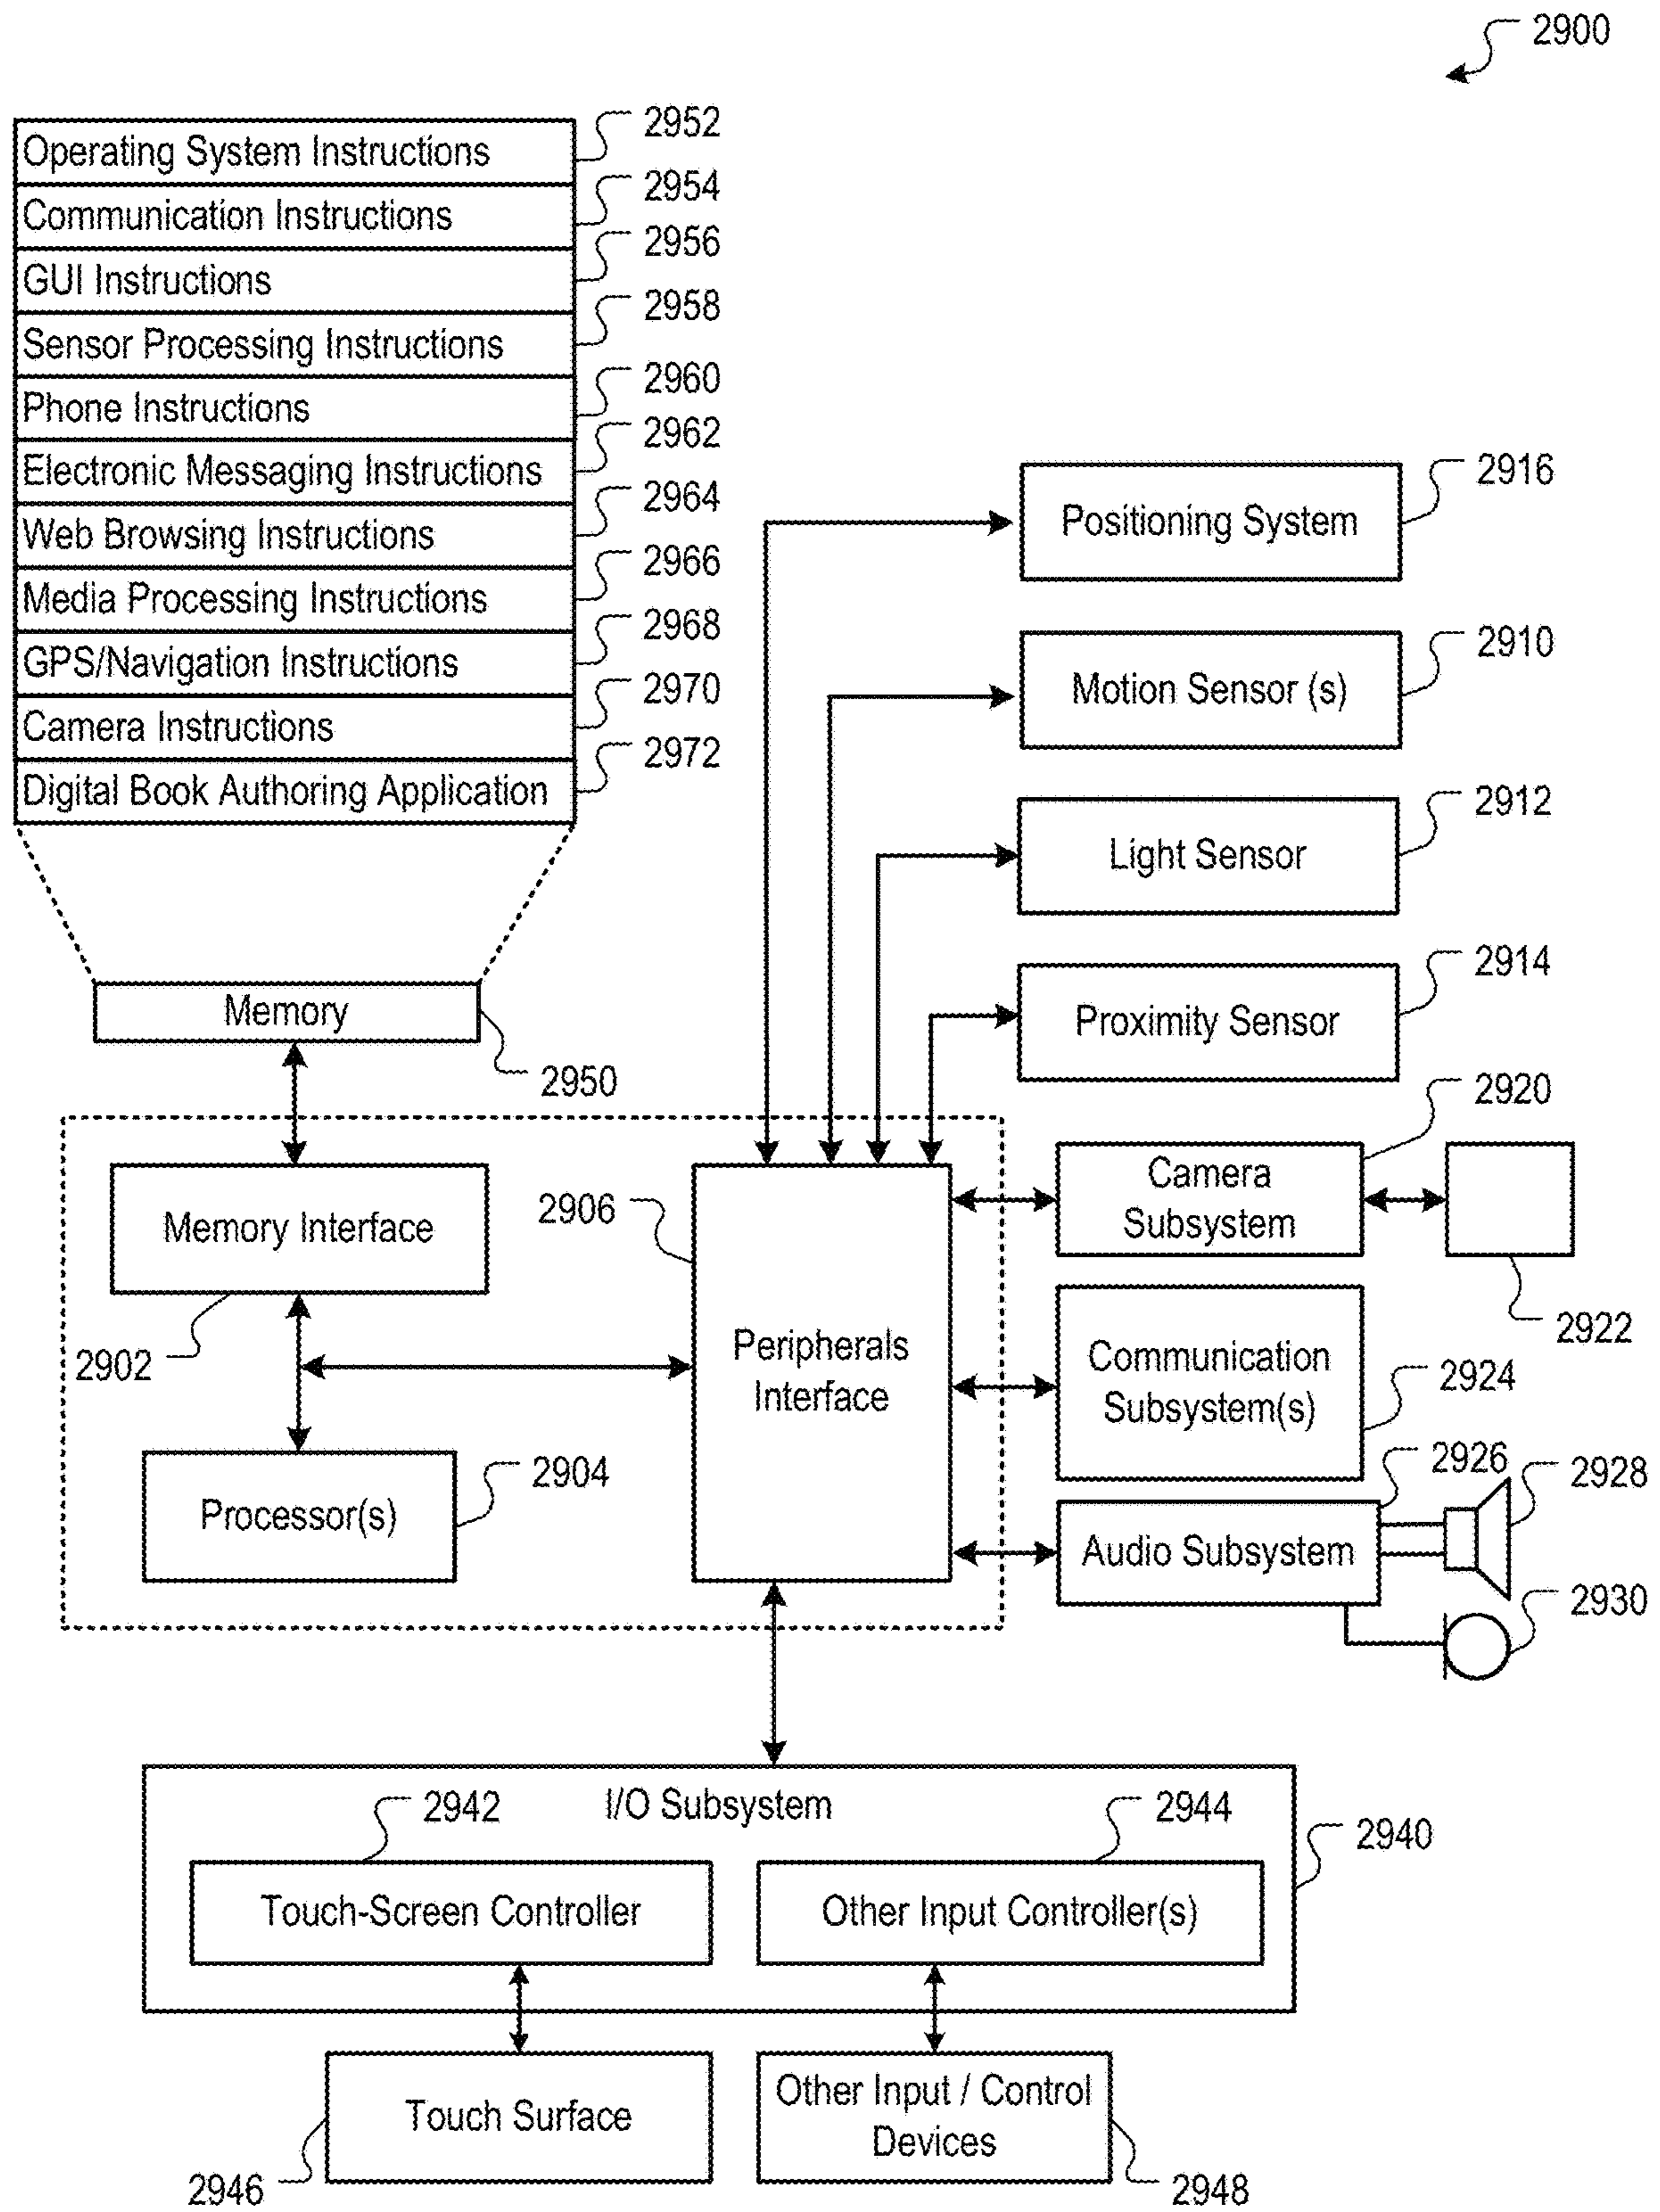 2900
Operating System Instructions 2952
Communication Instructions 2954
GUI Instructions 2956
Sensor Processing Instructions 2958
Phone Instructions 2960
Electronic Messaging Instructions 2962
Web Browsing Instructions 2964
Media Processing Instructions 2966
GPS/Navigation Instructions 2968
Camera Instructions 2970
Digital Book Authoring Application 2972
Memory
2950
Positioning System
2916
Motion Sensor (s)
2910
Light Sensor
2912
Proximity Sensor
2914
Memory Interface
2902
Processor(s)
2904
2906
Peripherals
Interface
Camera
Subsystem
2920
2922
Communication
Subsystem(s)
2924
Audio Subsystem
2926
2928
2930
I/O Subsystem
2940
2942
Touch-Screen Controller
2944
Other Input Controller(s)
Touch Surface
2946
Other Input / Control
Devices
2948